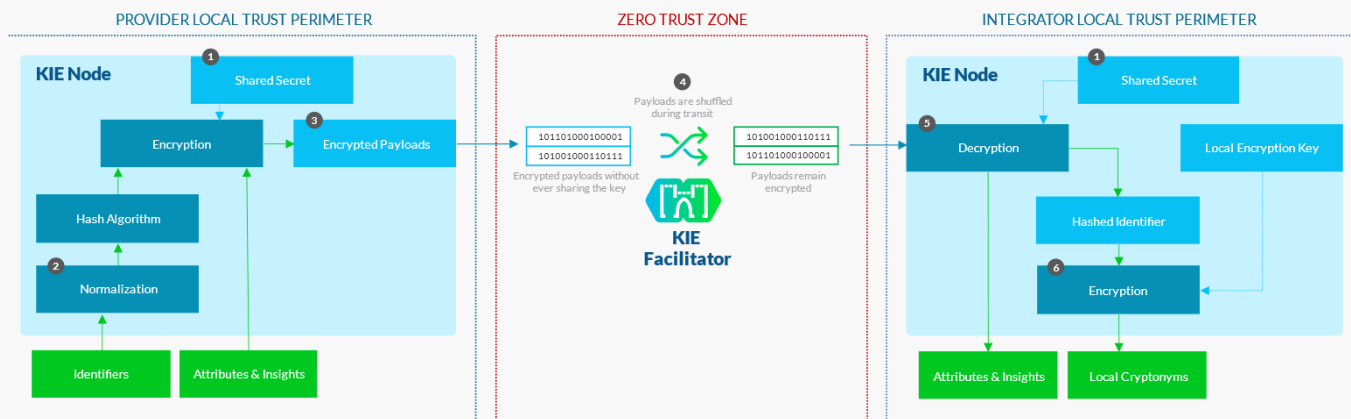 PROVIDER LOCAL TRUST PERIMETER
KIE Node
1
Shared Secret
Encryption
3
Encrypted Payloads
Hash Algorithm
2
Normalization
Identifiers
Attributes & Insights
ZERO TRUST ZONE
4
Payloads are shuffled
during transit
101101000100001
101001000110111
Encrypted payloads without
ever sharing the key
101001000110111
101101000100001
Payloads remain
encrypted
KIE
Facilitator
INTEGRATOR LOCAL TRUST PERIMETER
KIE Node
1
Shared Secret
5
Decryption
Local Encryption Key
Hashed Identifier
6
Encryption
Attributes & Insights
Local Cryptonyms